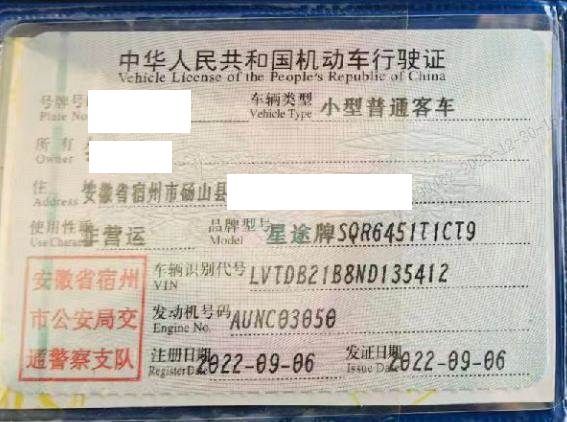 中华人民共和国机动车行驶证
Vehicle License of the People's Republic of China
号牌号 车辆类型 小型普通客车
Plate No Vehicle Type
所有人
Owner
住 安徽省宿州市砀山县
Address
使用性质 非营运 品牌型号 星途牌SQR6451T1CT9
Use Character Model
安徽省宿州 车辆识别代号 LVTDB21B8ND135412
VIN
市公安局交 发动机号码 AUNC03050
Engine No.
通警察支队 注册日期 2022-09-06 发证日期 2022-09-06
Register Date Issue Date